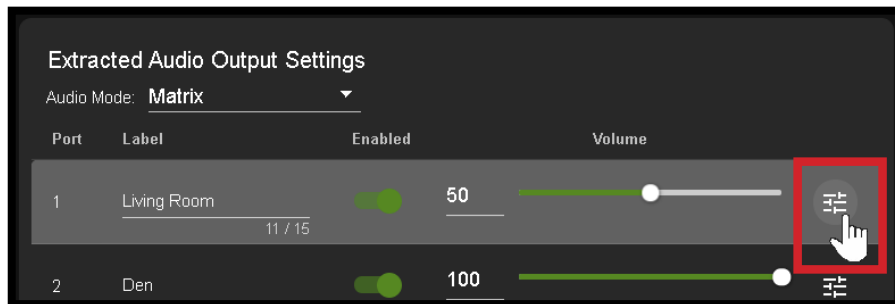 Extracted Audio Output Settings
Audio Mode: Matrix
Port Label Enabled Volume
1 Living Room 50
11 / 15
2 Den 100